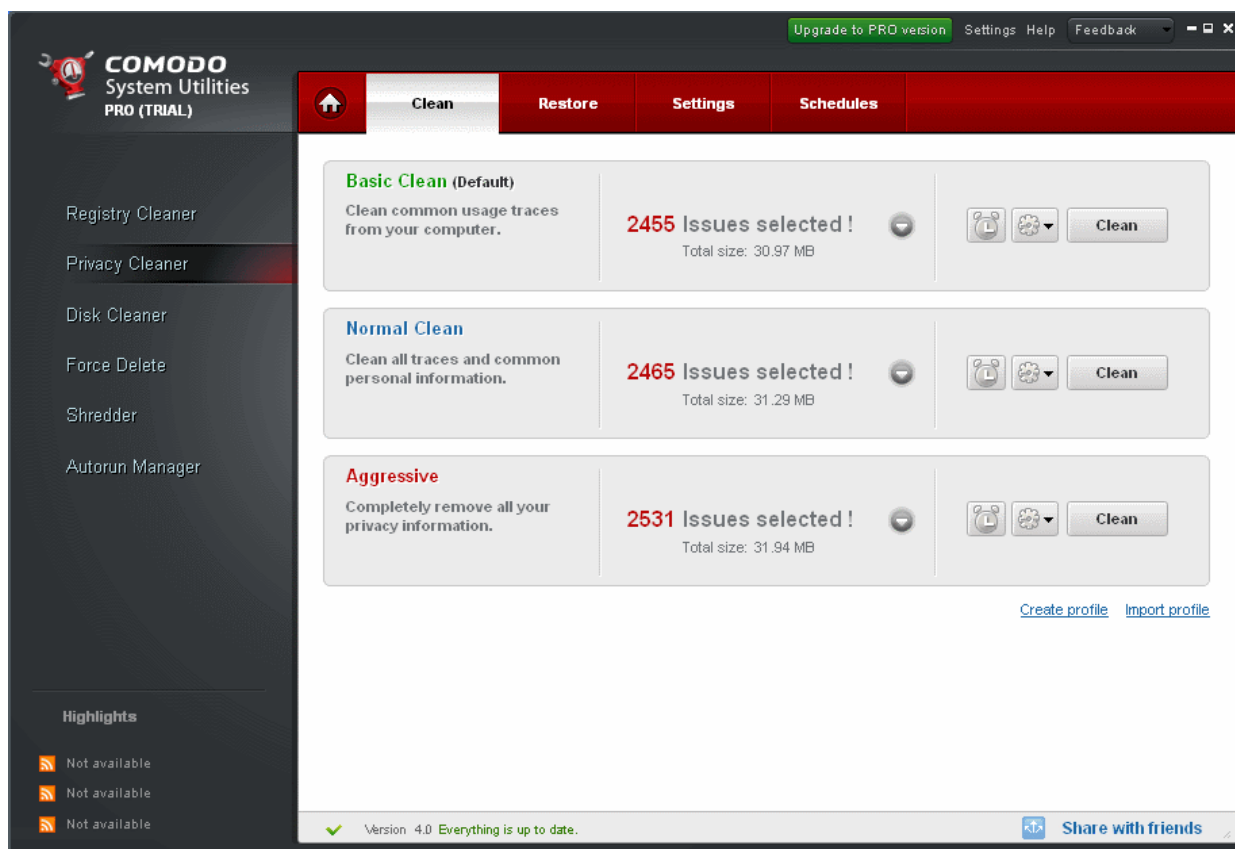 Upgrade to PRO version Settings Help Feedback
COMODO
System Utilities
PRO (TRIAL)
Clean Restore Settings Schedules
Registry Cleaner
Privacy Cleaner
Disk Cleaner
Force Delete
Shredder
Autorun Manager
Basic Clean (Default)
Clean common usage traces
from your computer.
2455 Issues selected !
Total size: 30.97 MB
Clean
Normal Clean
Clean all traces and common
personal information.
2465 Issues selected !
Total size: 31.29 MB
Clean
Aggressive
Completely remove all your
privacy information.
2531 Issues selected !
Total size: 31.94 MB
Clean
Create profile Import profile
Highlights
Not available
Not available
Not available
Version 4.0 Everything is up to date.
Share with friends